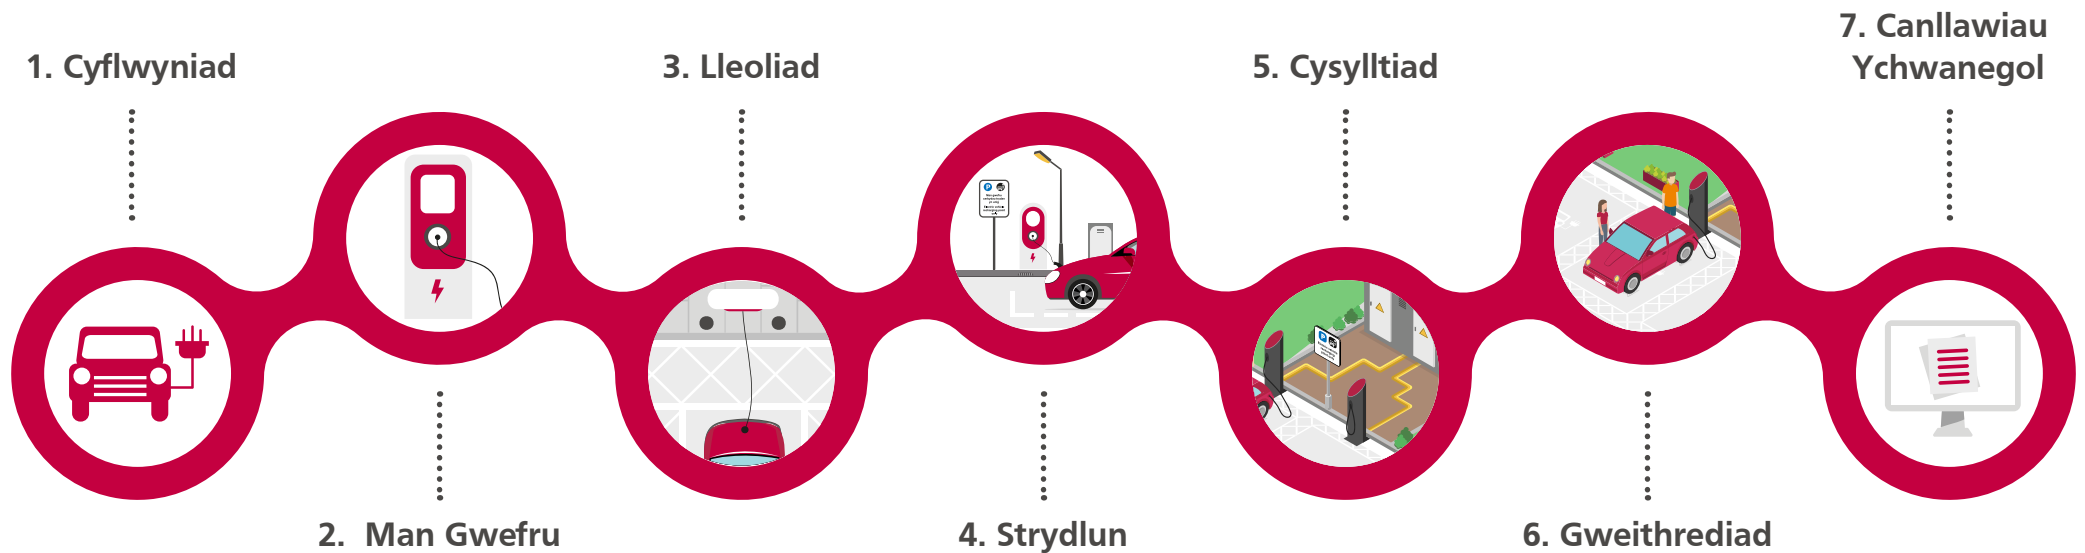 1. Cyflwyniad
2. Man Gwefru
3. Lleoliad
4. Strydlun
5. Cysylltiad
6. Gweithrediad
7. Canllawiau
Ychwanegol
P
P